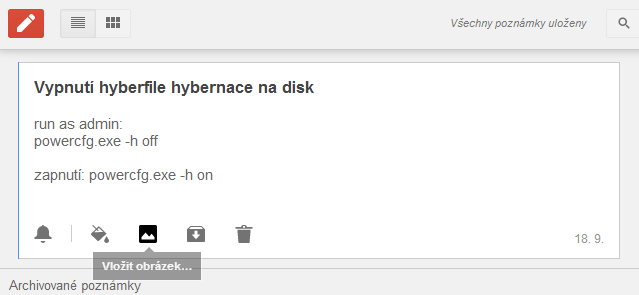 Všechny poznámky uloženy
Vypnutí hyberfile hybernace na disk
run as admin:
powercfg.exe -h off
zapnutí: powercfg.exe -h on
18. 9.
Vložit obrázek...
Archivované poznámky